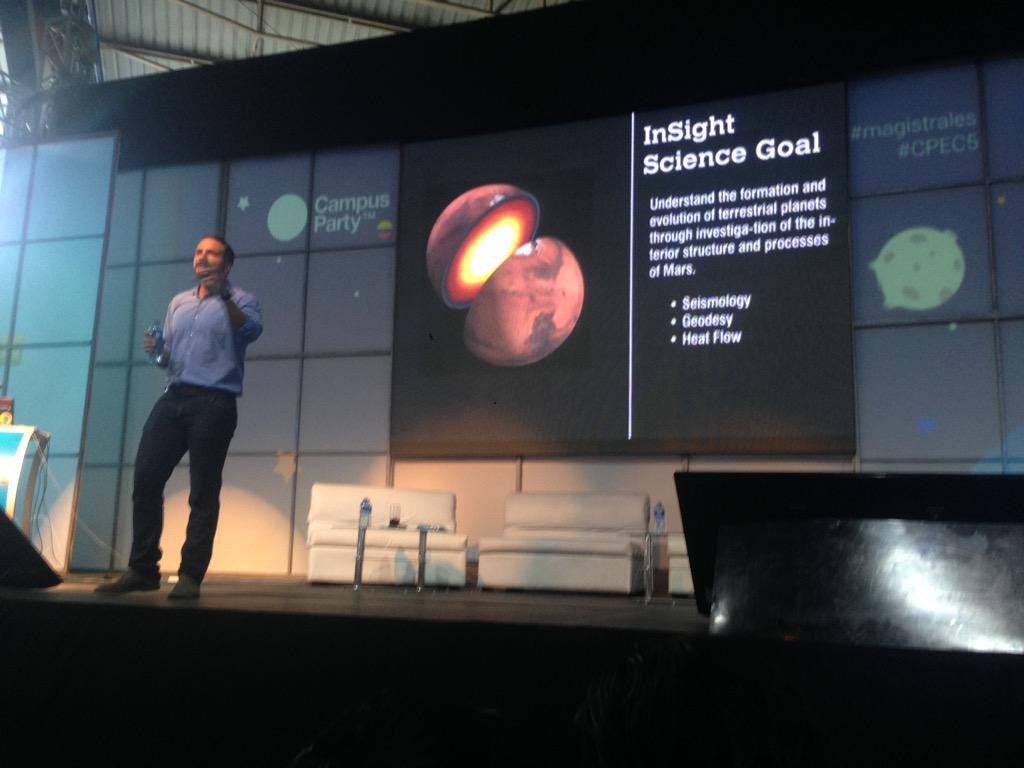 Campus
Party™
InSight
Science Goal
Understand the formation and
evolution of terrestrial planets
through investiga-tion of the in-
terior structure and processes
of Mars.
• Seismology
• Geodesy
• Heat Flow
#magistrales
#CPEC5